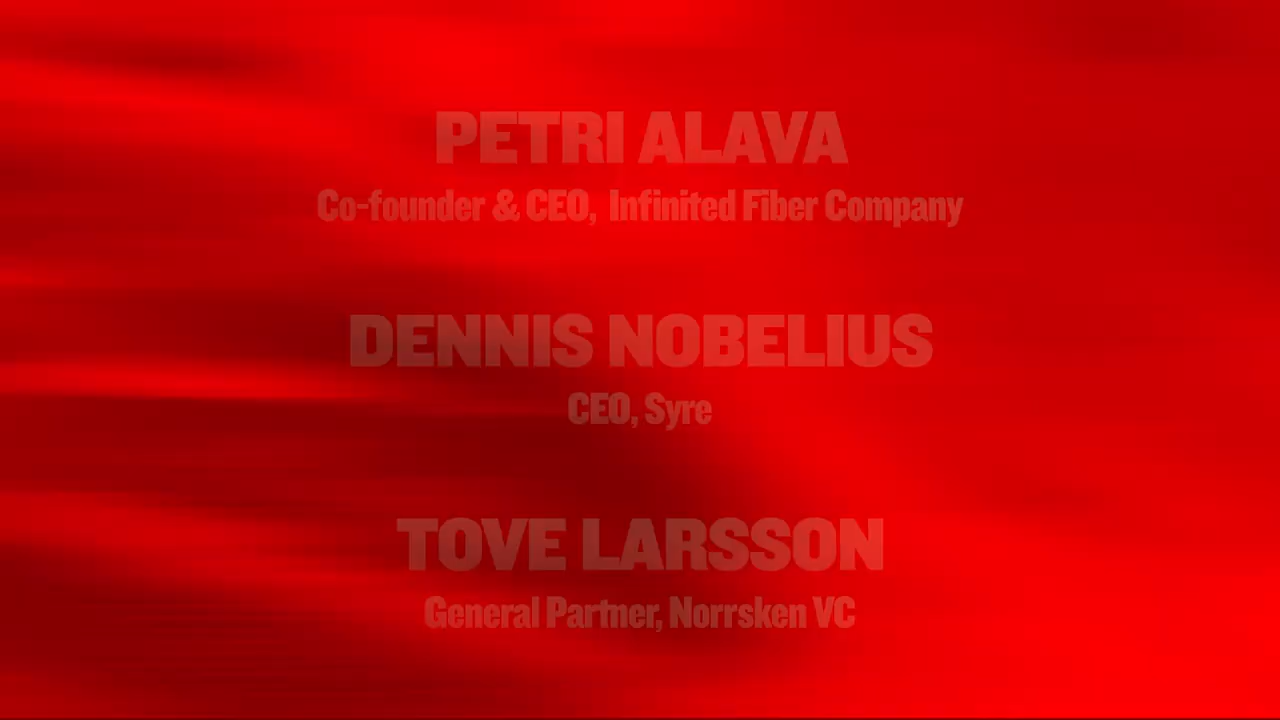 PETRI ALAVA
Co-founder & CEO, Infinited Fiber Company
DENNIS NOBELIUS
CEO, Syre
TOVE LARSSON
General Partner, Norrsken VC